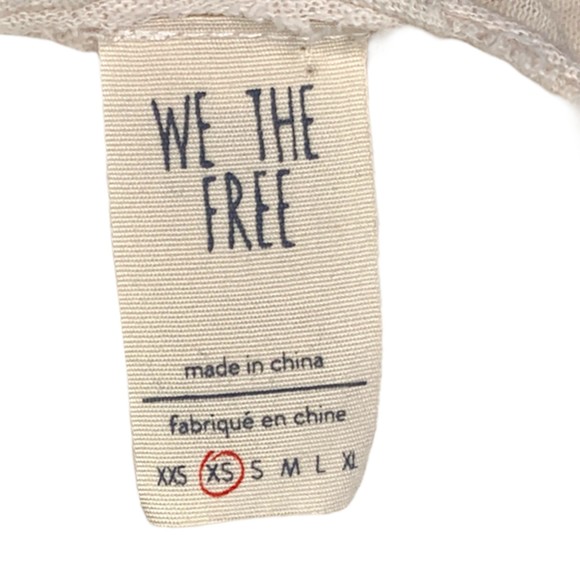 WE THE
FREE
made in china
fabriqué en chine
XXS XS S M L XL